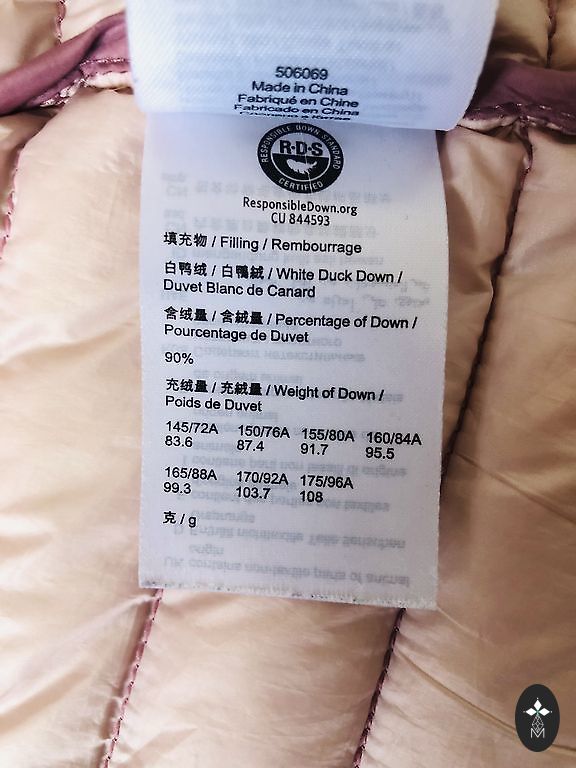 506069
Made in China
Fabriqué en Chine
Fabricado en China
RESPONSIBLE DOWN STANDARD
R·D·S
CERTIFIED
ResponsibleDown.org
CU 844593
填充物 / Filling / Rembourrage
白鸭绒 / 白鴨絨 / White Duck Down /
Duvet Blanc de Canard
含绒量 / 含絨量 / Percentage of Down /
Pourcentage de Duvet
90%
充绒量 / 充絨量 / Weight of Down /
Poids de Duvet
145/72A 150/76A 155/80A 160/84A
83.6 87.4 91.7 95.5
165/88A 170/92A 175/96A
99.3 103.7 108
克 / g